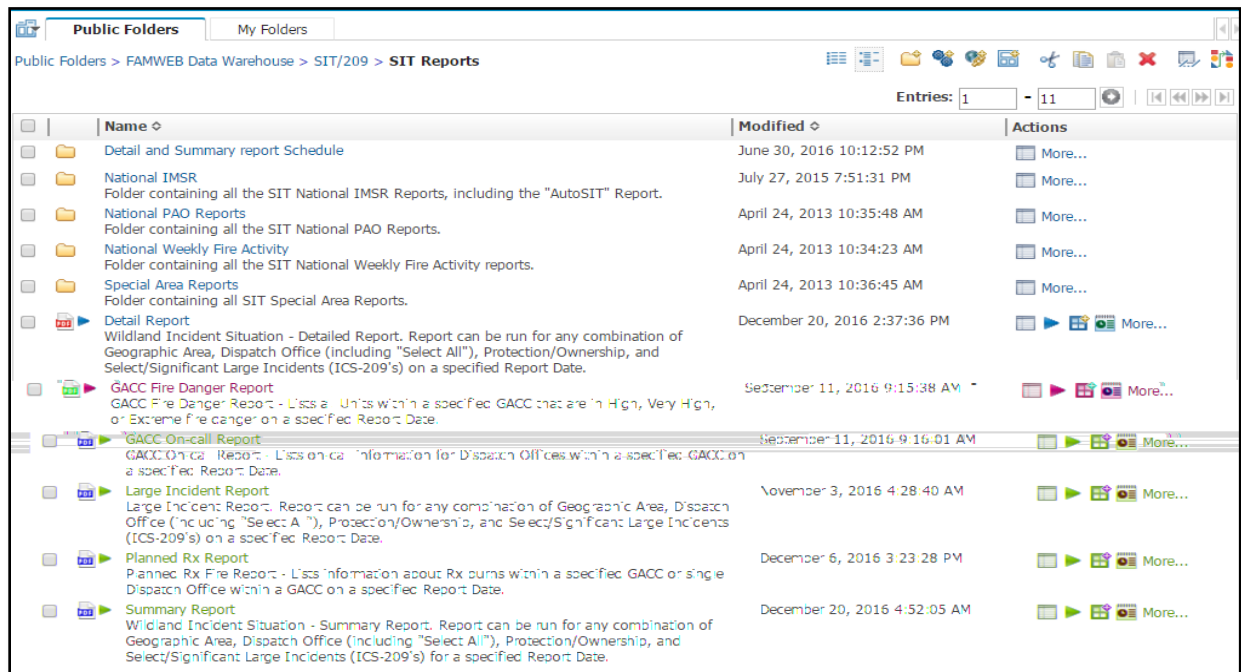 Public Folders My Folders
Public Folders > FAMWEB Data Warehouse > SIT/209 > SIT Reports
Entries: 1 - 11
Name Modified Actions
Detail and Summary report Schedule June 30, 2016 10:12:52 PM More...
National IMSR July 27, 2015 7:51:31 PM More...
Folder containing all the SIT National IMSR Reports, including the "AutoSIT" Report.
National PAO Reports April 24, 2013 10:35:48 AM More...
Folder containing all the SIT National PAO Reports.
National Weekly Fire Activity April 24, 2013 10:34:23 AM More...
Folder containing all the SIT National Weekly Fire Activity reports.
Special Area Reports April 24, 2013 10:36:45 AM More...
Folder containing all SIT Special Area Reports.
Detail Report December 20, 2016 2:37:36 PM More...
Wildland Incident Situation - Detailed Report. Report can be run for any combination of
Geographic Area, Dispatch Office (including "Select All"), Protection/Ownership, and
Select/Significant Large Incidents (ICS-209's) on a specified Report Date.
GACC Fire Danger Report September 11, 2016 9:15:38 AM More...
GACC Fire Danger Report - Lists all Units within a specified GACC that are in High, Very High,
or Extreme fire danger on a specified Report Date.
GACC On-call Report September 11, 2016 9:16:01 AM More...
GACC On-call Report - Lists on-call information for Dispatch Offices within a specified GACC on
a specified Report Date.
Large Incident Report November 3, 2016 4:28:40 AM More...
Large Incident Report. Report can be run for any combination of Geographic Area, Dispatch
Office (including "Select All"), Protection/Ownership, and Select/Significant Large Incidents
(ICS-209's) on a specified Report Date.
Planned Rx Report December 6, 2016 3:23:28 PM More...
Planned Rx Fire Report - Lists information about Rx burns within a specified GACC or single
Dispatch Office within a GACC on a specified Report Date.
Summary Report December 20, 2016 4:52:05 AM More...
Wildland Incident Situation - Summary Report. Report can be run for any combination of
Geographic Area, Dispatch Office (including "Select All"), Protection/Ownership, and
Select/Significant Large Incidents (ICS-209's) for a specified Report Date.